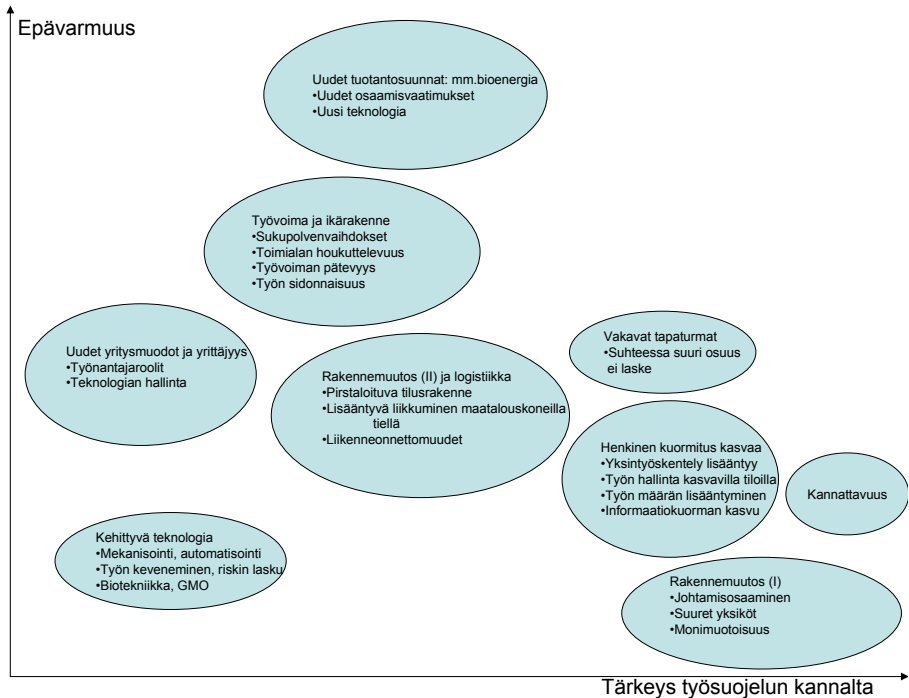 Epävarmuus
Uudet tuotantosuunnat: mm.bioenergia
•Uudet osaamisvaatimukset
•Uusi teknologia
Työvoima ja ikärakenne
•Sukupolvenvaihdokset
•Toimialan houkuttelevuus
•Työvoiman pätevyys
•Työn sidonnaisuus
Uudet yritysmuodot ja yrittäjyys
•Työnantajaroolit
•Teknologian hallinta
Rakennemuutos (II) ja logistiikka
•Pirstaloituva tilusrakenne
•Lisääntyvä liikkuminen maatalouskoneilla
tiellä
•Liikenneonnettomuudet
Vakavat tapaturmat
•Suhteessa suuri osuus
ei laske
Henkinen kuormitus kasvaa
•Yksintyöskentely lisääntyy
•Työn hallinta kasvavilla tiloilla
•Työn määrän lisääntyminen
•Informaatiokuorman kasvu
Kannattavuus
Kehittyvä teknologia
•Mekanisointi, automatisointi
•Työn keveneminen, riskin lasku
•Biotekniikka, GMO
Rakennemuutos (I)
•Johtamisosaaminen
•Suuret yksiköt
•Monimuotoisuus
Tärkeys työsuojelun kannalta